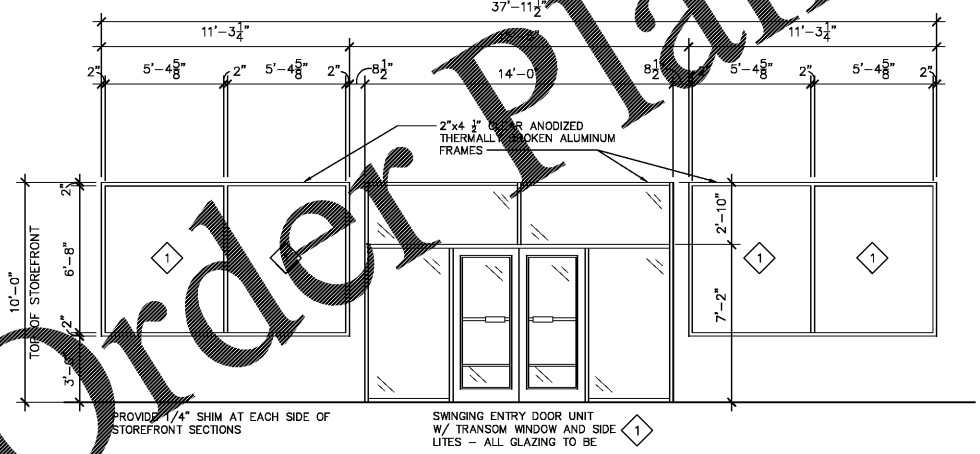 37'-11½"
11'-3¼"
11'-3¼"
2" 5'-4⅝" 2" 5'-4⅝" 2" 8½" 14'-0" 8½" 2" 5'-4⅝" 2" 5'-4⅝" 2"
2"x4 ½" CLEAR ANODIZED
THERMALLY BROKEN ALUMINUM
FRAMES
10'-0"
TOP OF STOREFRONT
2"
6'-8"
2"
1
1
1
2'-10"
7'-2"
PROVIDE 1/4" SHIM AT EACH SIDE OF
STOREFRONT SECTIONS
SWINGING ENTRY DOOR UNIT
W/ TRANSOM WINDOW AND SIDE
LITES – ALL GLAZING TO BE
1
Order Plan